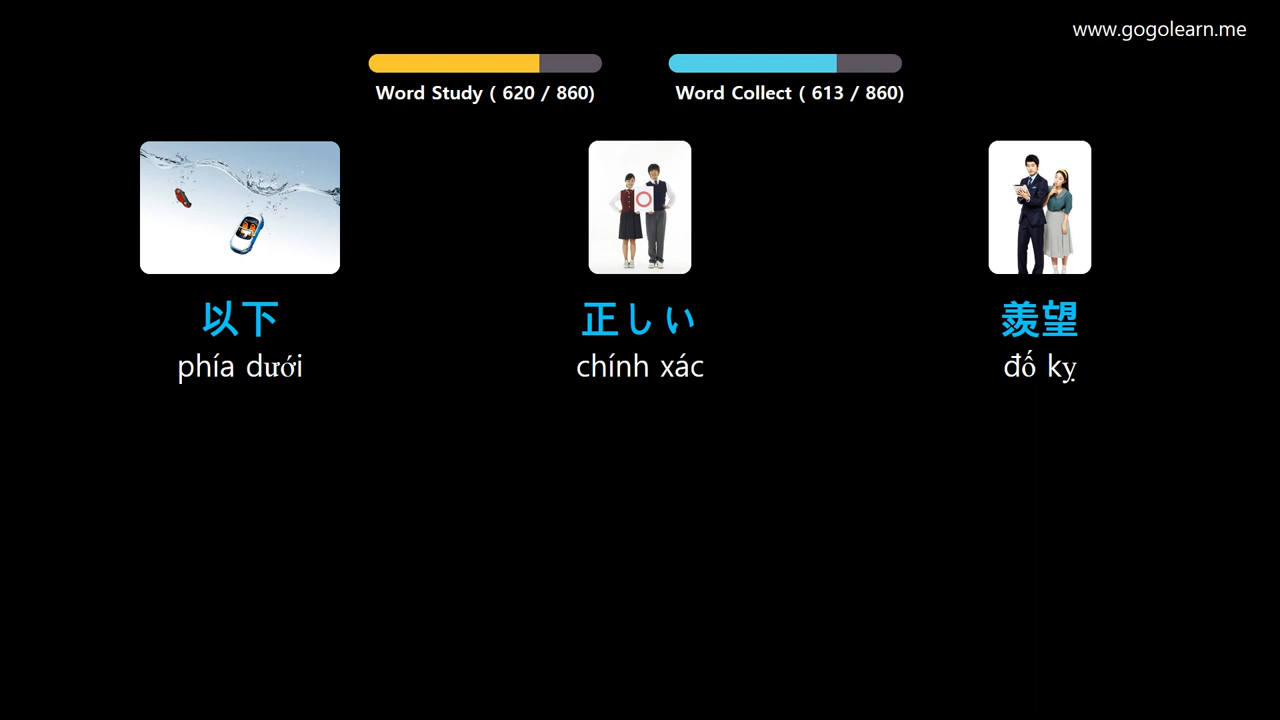 www.gogolearn.me
Word Study ( 620 / 860)
Word Collect ( 613 / 860)
以下
正しい
羨望
phía dưới
chính xác
đố kỵ